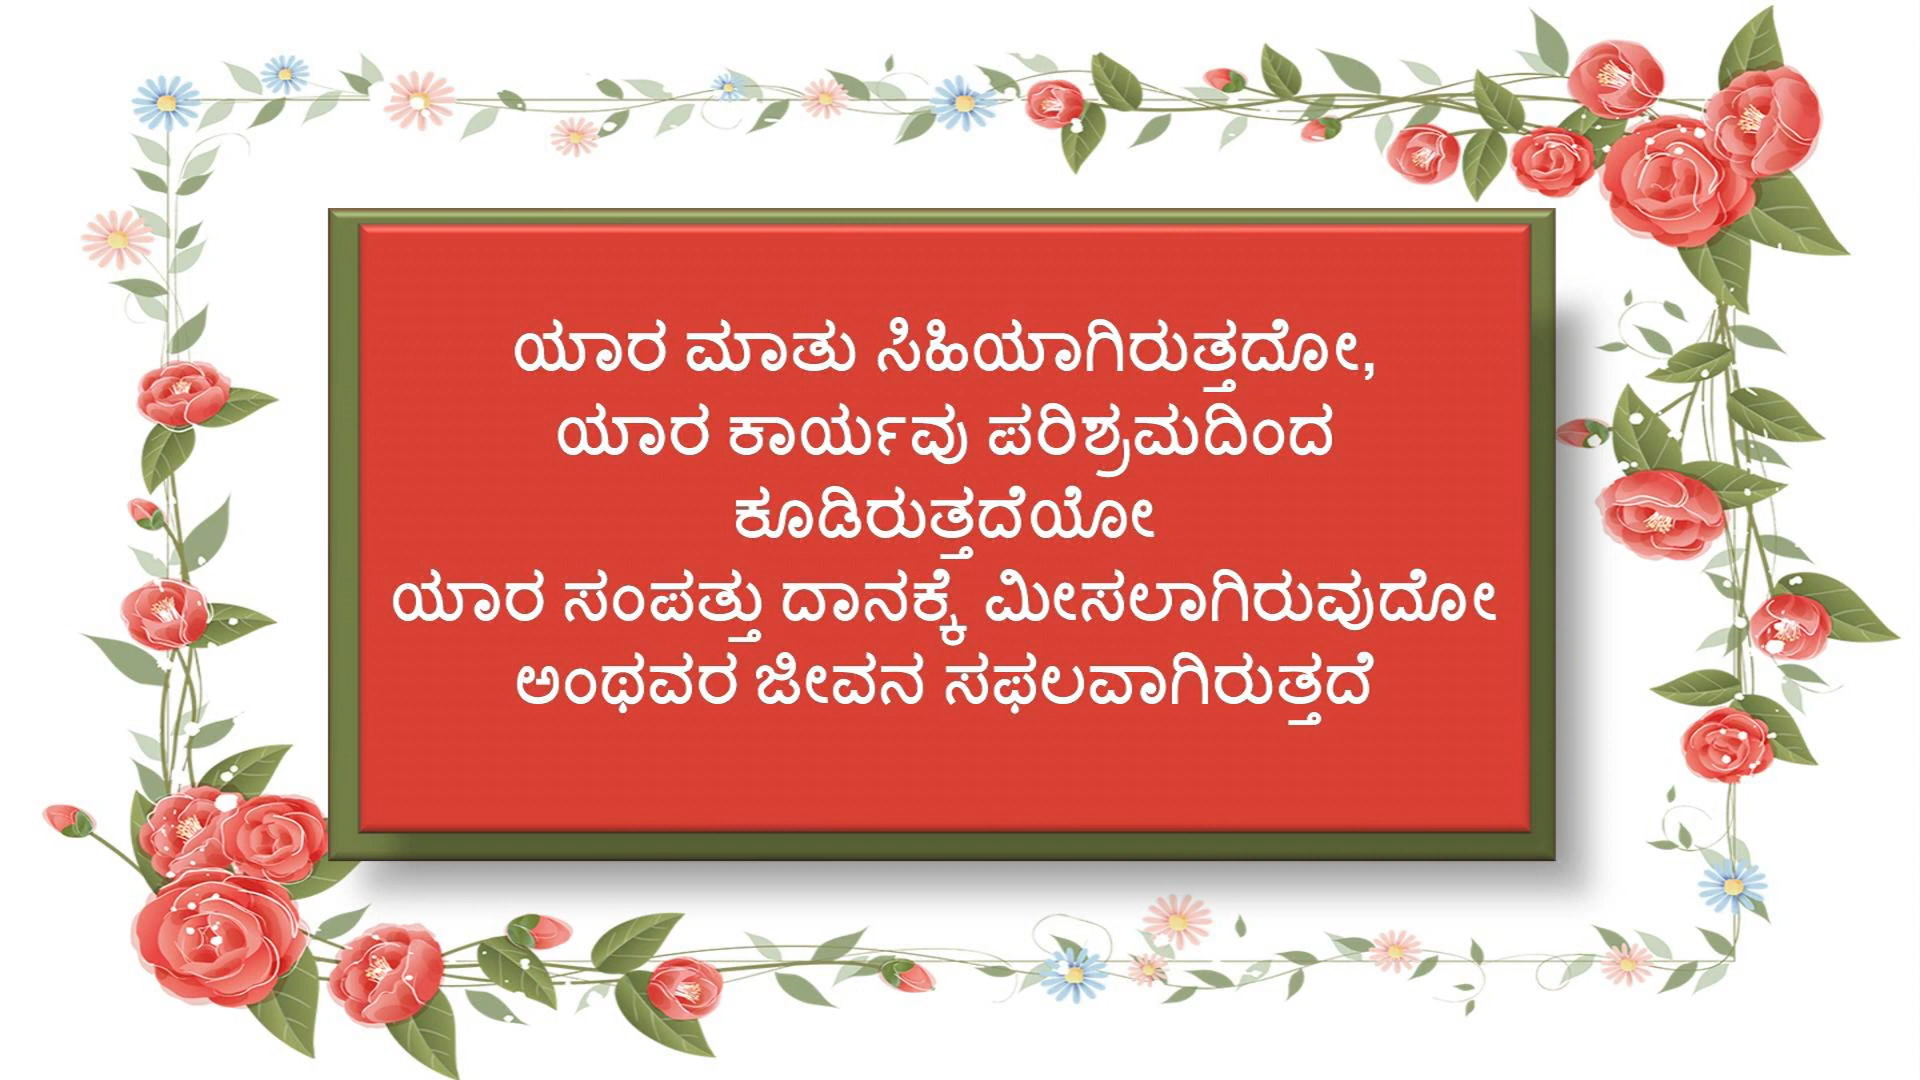 ಯಾರ ಮಾತು ಸಿಹಿಯಾಗಿರುತ್ತದೋ,
ಯಾರ ಕಾರ್ಯವು ಪರಿಶ್ರಮದಿಂದ
ಕೂಡಿರುತ್ತದೆಯೋ
ಯಾರ ಸಂಪತ್ತು ದಾನಕ್ಕೆ ಮೀಸಲಾಗಿರುವುದೋ
ಅಂಥವರ ಜೀವನ ಸಫಲವಾಗಿರುತ್ತದೆ